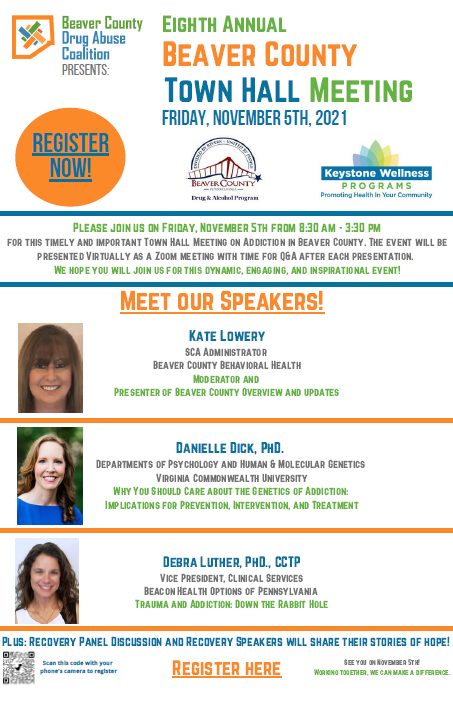 Beaver County
Drug Abuse
Coalition
PRESENTS:
Eighth Annual
Beaver County
Town Hall Meeting
FRIDAY, NOVEMBER 5TH, 2021
REGISTER
NOW!
BEAVER COUNTY
PENNSYLVANIA
Drug & Alcohol Program
Keystone Wellness
PROGRAMS
Promoting Health In Your Community
Please join us on Friday, November 5th from 8:30 am - 3:30 pm
for this timely and important Town Hall Meeting on Addiction in Beaver County. The event will be
presented Virtually as a Zoom meeting with time for Q&A after each presentation.
We hope you will join us for this dynamic, engaging, and inspirational event!
Meet our Speakers!
Kate Lowery
SCA Administrator
Beaver County Behavioral Health
Moderator and
Presenter of Beaver County Overview and updates
Danielle Dick, PhD.
Departments of Psychology and Human & Molecular Genetics
Virginia Commonwealth University
Why You Should Care about the Genetics of Addiction:
Implications for Prevention, Intervention, and Treatment
Debra Luther, PhD., CCTP
Vice President, Clinical Services
Beacon Health Options of Pennsylvania
Trauma and Addiction: Down the Rabbit Hole
Plus: Recovery Panel Discussion and Recovery Speakers will share their stories of hope!
Scan this code with your
phone's camera to register
Register here
See you on November 5th!
Working together, we can make a difference.